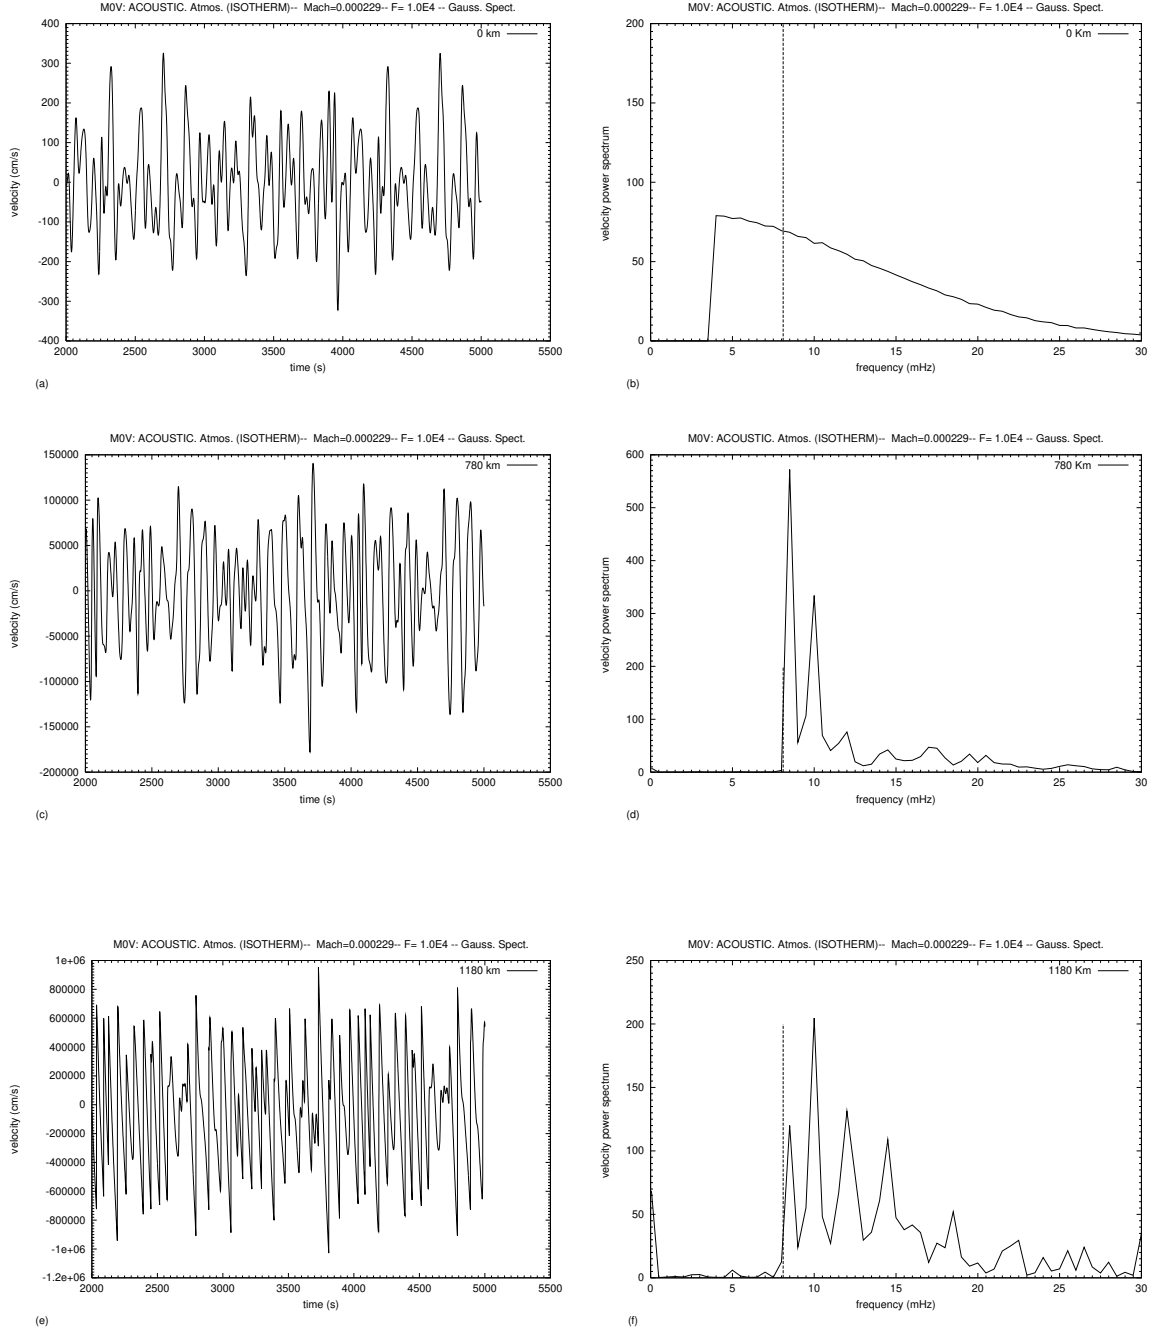 M0V: ACOUSTIC. Atmos. (ISOTHERM)-- Mach=0.000229-- F= 1.0E4 -- Gauss. Spect.
0 km
400
300
200
100
0
-100
-200
-300
-400
velocity (cm/s)
2000 2500 3000 3500 4000 4500 5000 5500
time (s)
(a)
M0V: ACOUSTIC. Atmos. (ISOTHERM)-- Mach=0.000229-- F= 1.0E4 -- Gauss. Spect.
0 Km
200
150
100
50
0
velocity power spectrum
0 5 10 15 20 25 30
frequency (mHz)
(b)
M0V: ACOUSTIC. Atmos. (ISOTHERM)-- Mach=0.000229-- F= 1.0E4 -- Gauss. Spect.
780 km
150000
100000
50000
0
-50000
-100000
-150000
-200000
velocity (cm/s)
2000 2500 3000 3500 4000 4500 5000 5500
time (s)
(c)
M0V: ACOUSTIC. Atmos. (ISOTHERM)-- Mach=0.000229-- F= 1.0E4 -- Gauss. Spect.
780 Km
600
500
400
300
200
100
0
velocity power spectrum
0 5 10 15 20 25 30
frequency (mHz)
(d)
M0V: ACOUSTIC. Atmos. (ISOTHERM)-- Mach=0.000229-- F= 1.0E4 -- Gauss. Spect.
1180 km
1e+06
800000
600000
400000
200000
0
-200000
-400000
-600000
-800000
-1e+06
-1.2e+06
velocity (cm/s)
2000 2500 3000 3500 4000 4500 5000 5500
time (s)
(e)
M0V: ACOUSTIC. Atmos. (ISOTHERM)-- Mach=0.000229-- F= 1.0E4 -- Gauss. Spect.
1180 Km
250
200
150
100
50
0
velocity power spectrum
0 5 10 15 20 25 30
frequency (mHz)
(f)